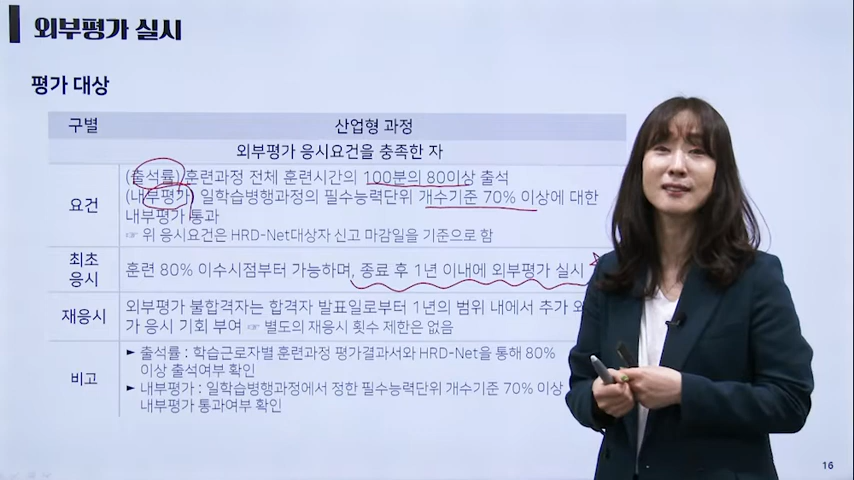 외부평가 실시
평가 대상
구별
산업형 과정
외부평가 응시요건을 충족한 자
요건
(출석률) 훈련과정 전체 훈련시간의 100분의 80이상 출석
(내부평가) 일학습병행과정의 필수능력단위 개수기준 70% 이상에 대한
내부평가 통과
☞ 위 응시요건은 HRD-Net대상자 신고 마감일을 기준으로 함
최초
응시
훈련 80% 이수시점부터 가능하며, 종료 후 1년 이내에 외부평가 실시
재응시
외부평가 불합격자는 합격자 발표일로부터 1년의 범위 내에서 추가
가 응시 기회 부여 ☞ 별도의 재응시 횟수 제한은 없음
비고
► 출석률 : 학습근로자별 훈련과정 평가결과서와 HRD-Net을 통해 80%
이상 출석여부 확인
► 내부평가 : 일학습병행과정에서 정한 필수능력단위 개수기준 70% 이상
내부평가 통과여부 확인
16